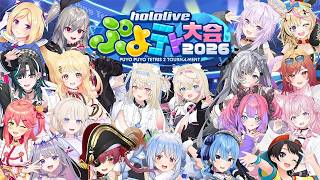 hololive
ぷよテト大会
2026
PUYO PUYO TETRIS 2 TOURNAMENT